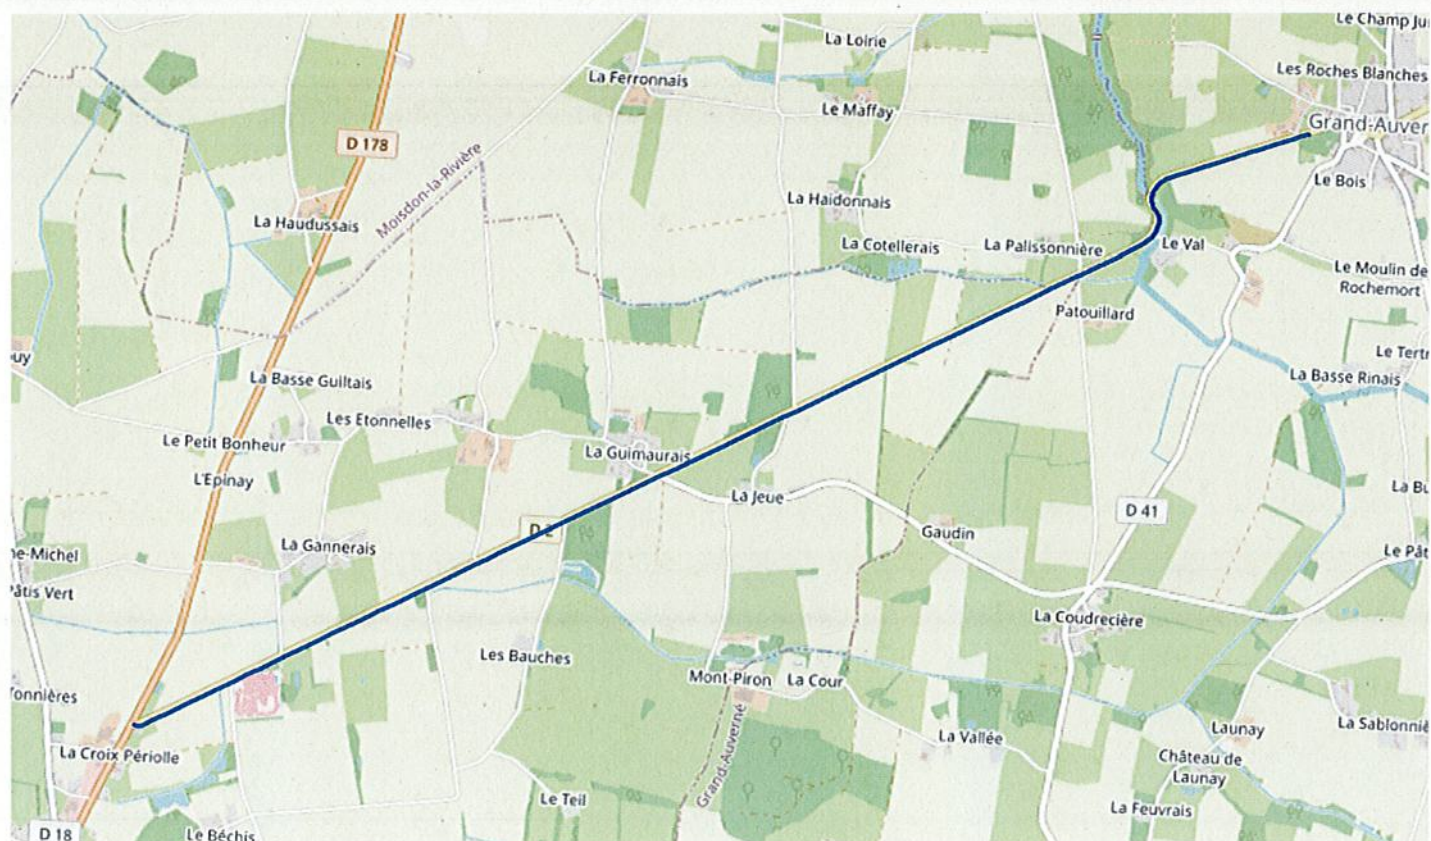 Le Champ Ju
La Loirie
Les Roches Blanches
La Ferronnais
Le Maffay
Grand-Auver
D 178
Moisdon-la-Rivière
Le Bois
La Haidonnais
La Haudussais
La Cotellerais
La Palissonnière
Le Val
Le Moulin de
Rochemort
Patouillard
uy
Le Tertr
La Basse Guiltais
La Basse Rinais
Les Etonnelles
Le Petit Bonheur
La Guimaurais
L'Epinay
La Bu
La Jeue
D 41
D 2
Gaudin
La Gannerais
ne-Michel
Le Pât
Pâtis Vert
La Coudrecière
Les Bauches
Mont-Piron
La Cour
onnières
La Sablonniè
Launay
La Vallée
La Croix Périolle
Grand-Auverné
Château de
Launay
Le Teil
La Feuvrais
D 18
Le Béchis